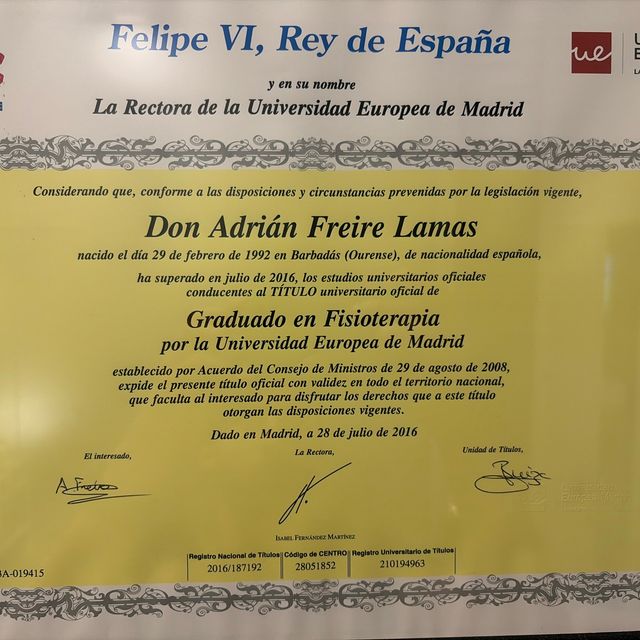 Felipe VI, Rey de España
y en su nombre
La Rectora de la Universidad Europea de Madrid
ue
Considerando que, conforme a las disposiciones y circunstancias prevenidas por la legislación vigente,
Don Adrián Freire Lamas
nacido el día 29 de febrero de 1992 en Barbadás (Ourense), de nacionalidad española,
ha superado en julio de 2016, los estudios universitarios oficiales
conducentes al TÍTULO universitario oficial de
Graduado en Fisioterapia
por la Universidad Europea de Madrid
establecido por Acuerdo del Consejo de Ministros de 29 de agosto de 2008,
expide el presente título oficial con validez en todo el territorio nacional,
que faculta al interesado para disfrutar los derechos que a este título
otorgan las disposiciones vigentes.
Dado en Madrid, a 28 de julio de 2016
El interesado,
La Rectora,
Unidad de Títulos,
A Freire
ISABEL FERNÁNDEZ MARTÍNEZ
Registro Nacional de Títulos Código de CENTRO Registro Universitario de Títulos
2016/187192 28051852 210194963
A-019415